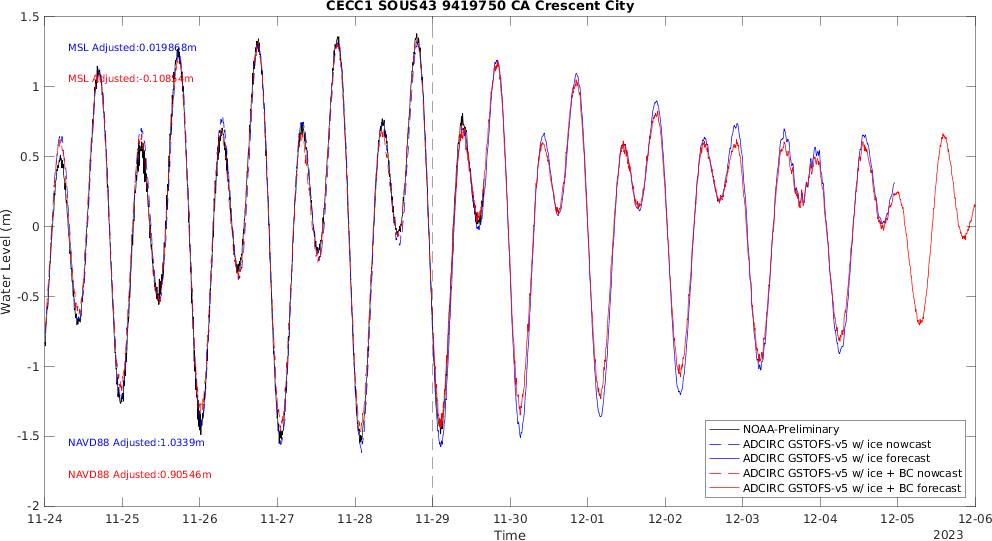 CECC1 SOUS43 9419750 CA Crescent City
1.5
1
0.5
0
-0.5
-1
-1.5
-2
Water Level (m)
MSL Adjusted:0.019868m
MSL Adjusted:-0.10854m
NAVD88 Adjusted:1.0339m
NAVD88 Adjusted:0.90546m
NOAA-Preliminary
ADCIRC GSTOFS-v5 w/ ice nowcast
ADCIRC GSTOFS-v5 w/ ice forecast
ADCIRC GSTOFS-v5 w/ ice + BC nowcast
ADCIRC GSTOFS-v5 w/ ice + BC forecast
11-24 11-25 11-26 11-27 11-28 11-29 11-30 12-01 12-02 12-03 12-04 12-05 12-06
Time
2023